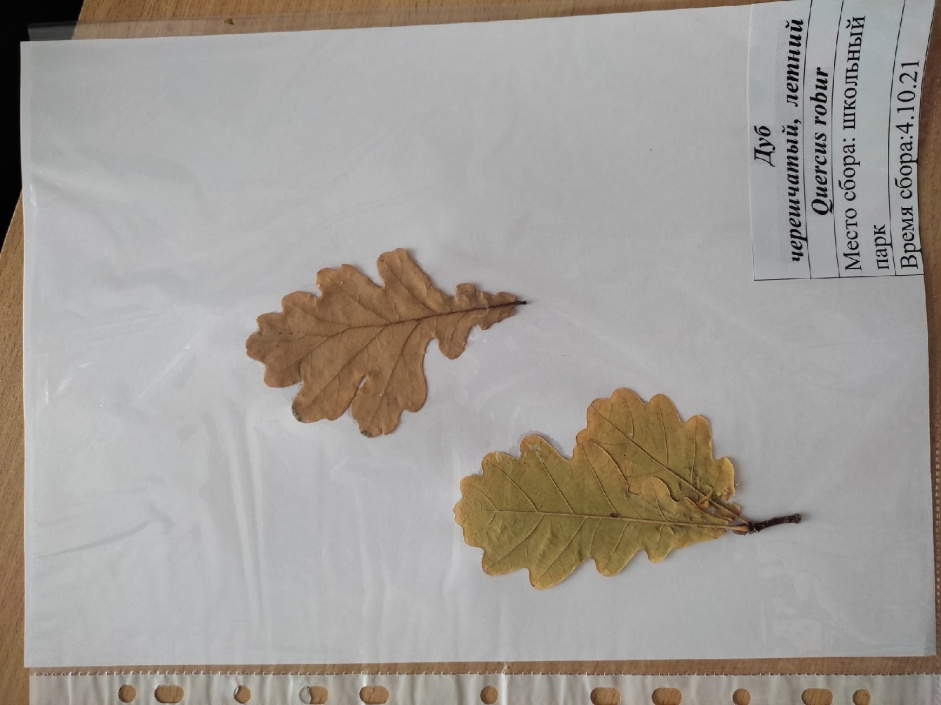 Дуб
черешчатый, летний
Quercus robur
Место сбора: школьный
парк
Время сбора:4.10.21